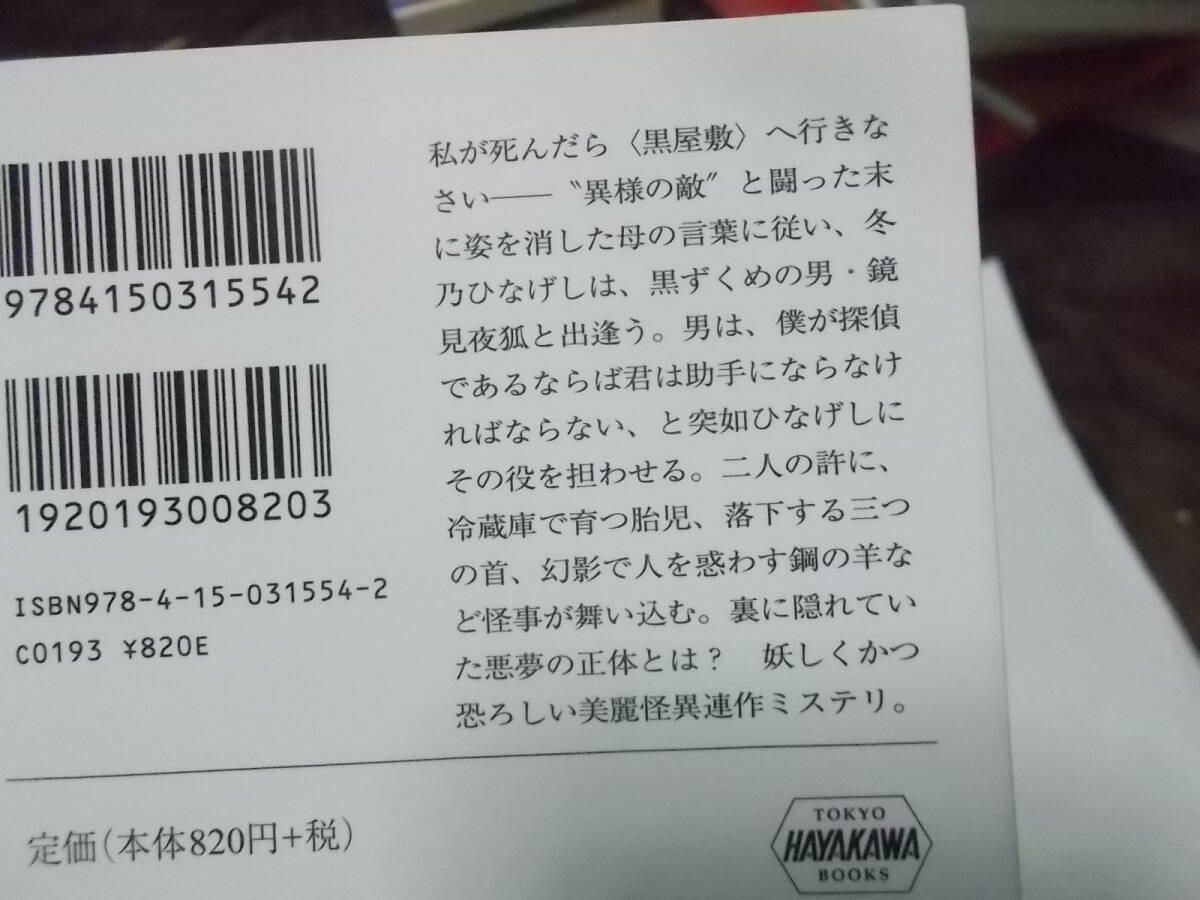 9784150315542
1920193008203
ISBN978-4-15-031554-2
C0193 ¥820E
私が死んだら〈黒屋敷〉へ行きな
さい――〝異様の敵〟と闘った末
に姿を消した母の言葉に従い、冬
乃ひなげしは、黒ずくめの男・鏡
見夜狐と出逢う。男は、僕が探偵
であるならば君は助手にならなけ
ればならない、と突如ひなげしに
その役を担わせる。二人の許に、
冷蔵庫で育つ胎児、落下する三つ
の首、幻影で人を惑わす鋼の羊な
ど怪事が舞い込む。裏に隠れてい
た悪夢の正体とは？　妖しくかつ
恐ろしい美麗怪異連作ミステリ。
定価(本体820円+税)
TOKYO
HAYAKAWA
BOOKS